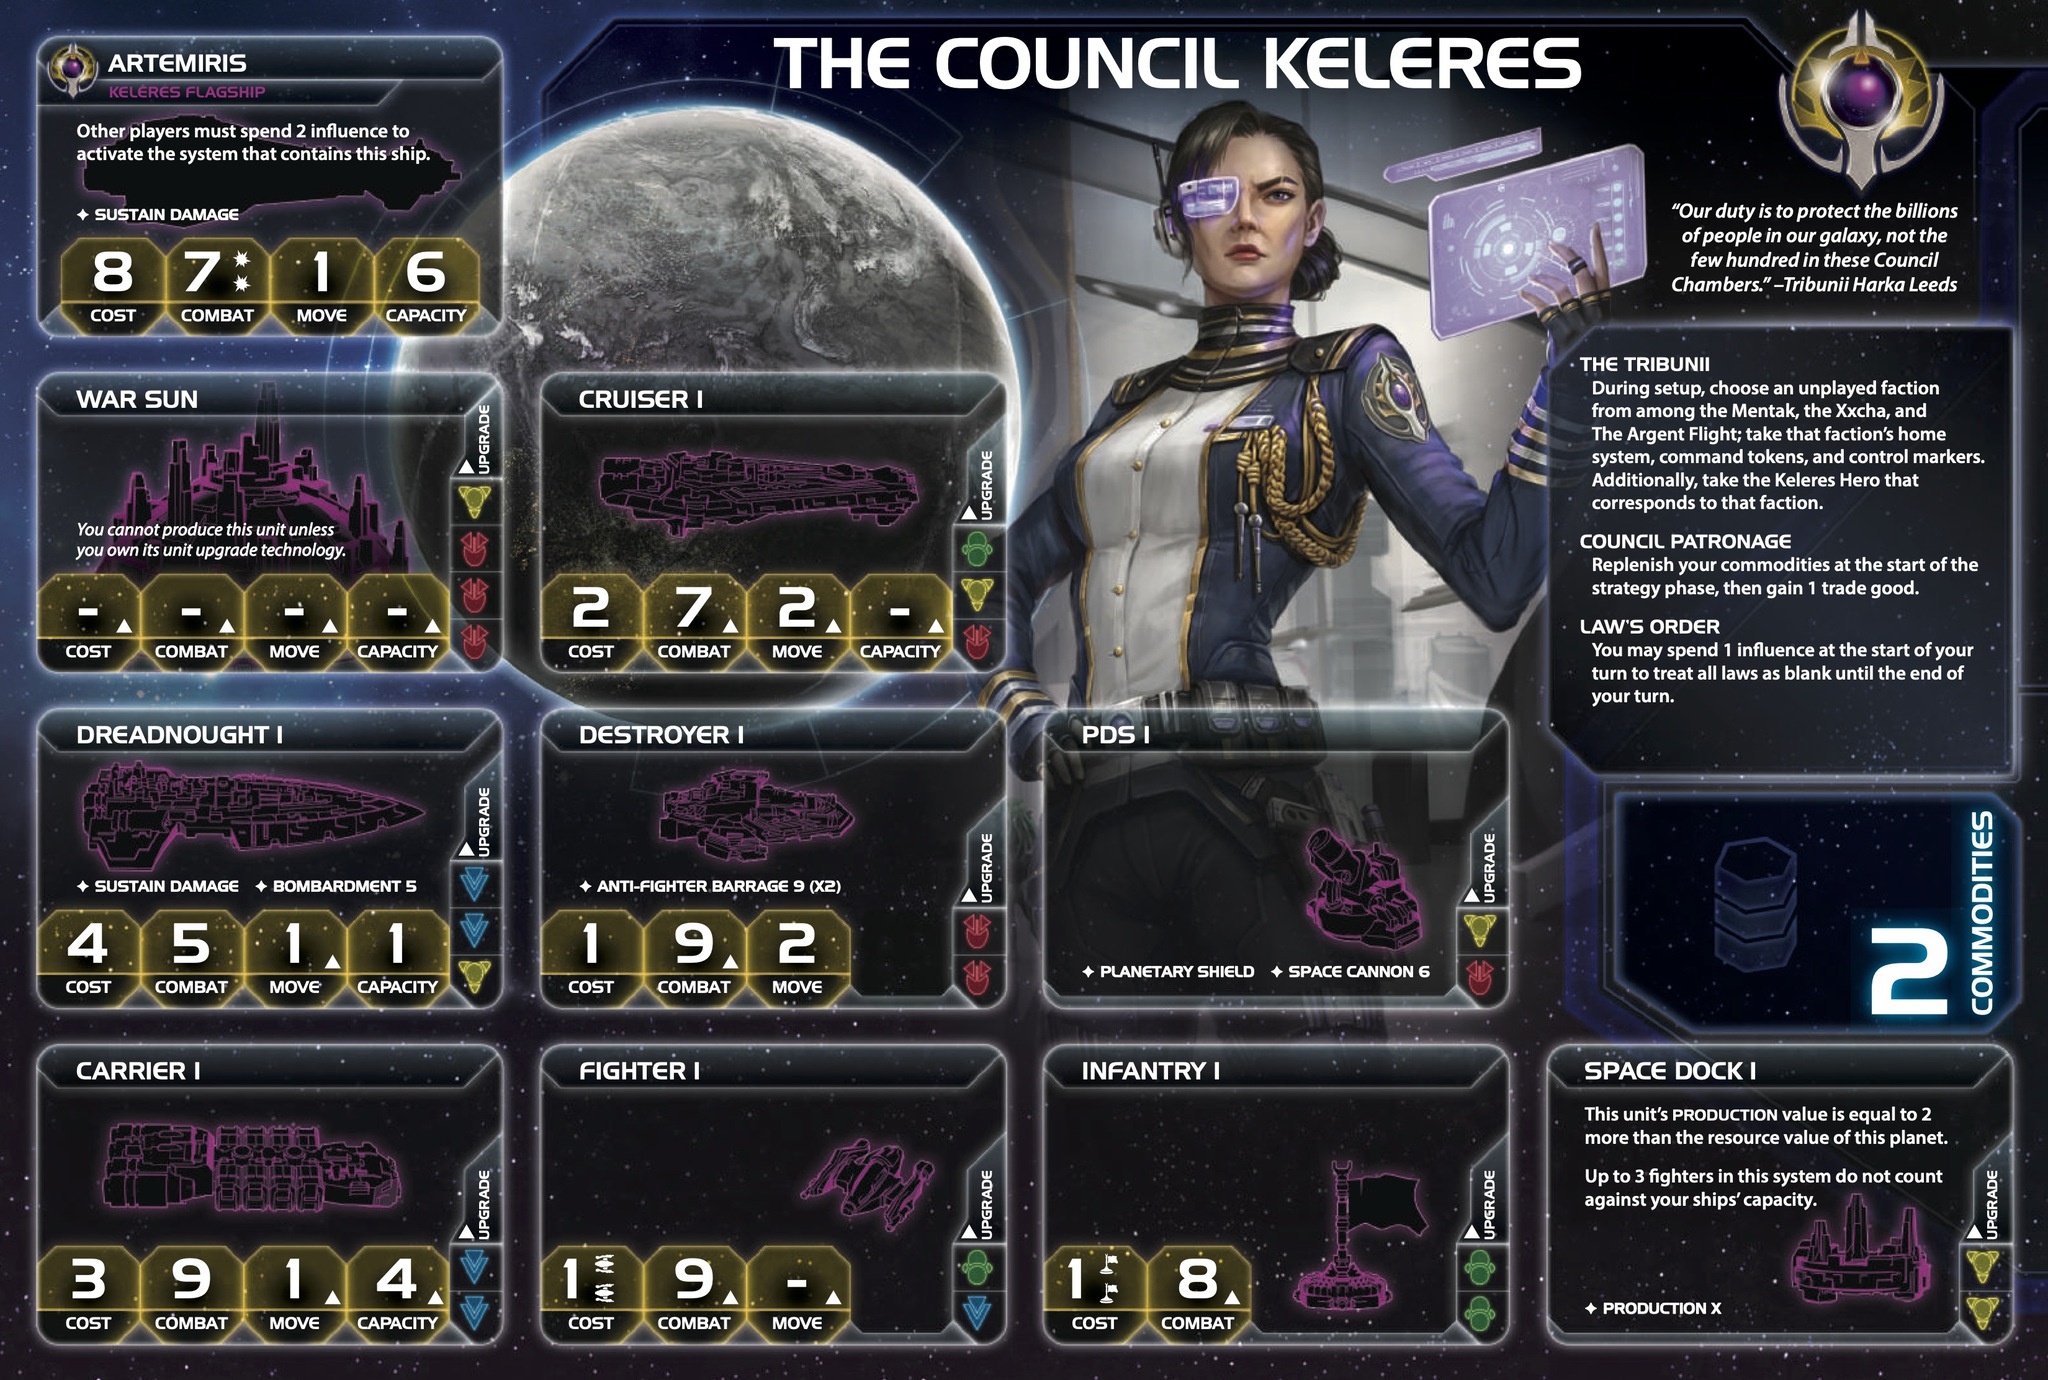 THE COUNCIL KELERES
ARTEMIRIS
KELERES FLAGSHIP
Other players must spend 2 influence to
activate the system that contains this ship.
SUSTAIN DAMAGE
8 7 1 6
COST COMBAT MOVE CAPACITY
"Our duty is to protect the billions
of people in our galaxy, not the
few hundred in these Council
Chambers." –Tribunii Harka Leeds
WAR SUN
UPGRADE
You cannot produce this unit unless
you own its unit upgrade technology.
- - - -
COST COMBAT MOVE CAPACITY
CRUISER I
UPGRADE
2 7 2 -
COST COMBAT MOVE CAPACITY
THE TRIBUNII
During setup, choose an unplayed faction
from among the Mentak, the Xxcha, and
The Argent Flight; take that faction's home
system, command tokens, and control markers.
Additionally, take the Keleres Hero that
corresponds to that faction.
COUNCIL PATRONAGE
Replenish your commodities at the start of the
strategy phase, then gain 1 trade good.
LAW'S ORDER
You may spend 1 influence at the start of your
turn to treat all laws as blank until the end of
your turn.
DREADNOUGHT I
UPGRADE
SUSTAIN DAMAGE BOMBARDMENT 5
4 5 1 1
COST COMBAT MOVE CAPACITY
DESTROYER I
UPGRADE
ANTI-FIGHTER BARRAGE 9 (X2)
1 9 2
COST COMBAT MOVE
PDS I
UPGRADE
PLANETARY SHIELD SPACE CANNON 6
2
COMMODITIES
CARRIER I
UPGRADE
3 9 1 4
COST COMBAT MOVE CAPACITY
FIGHTER I
UPGRADE
1 9 -
COST COMBAT MOVE
INFANTRY I
UPGRADE
1 8
COST COMBAT
SPACE DOCK I
This unit's PRODUCTION value is equal to 2
more than the resource value of this planet.
Up to 3 fighters in this system do not count
against your ships' capacity.
UPGRADE
PRODUCTION X